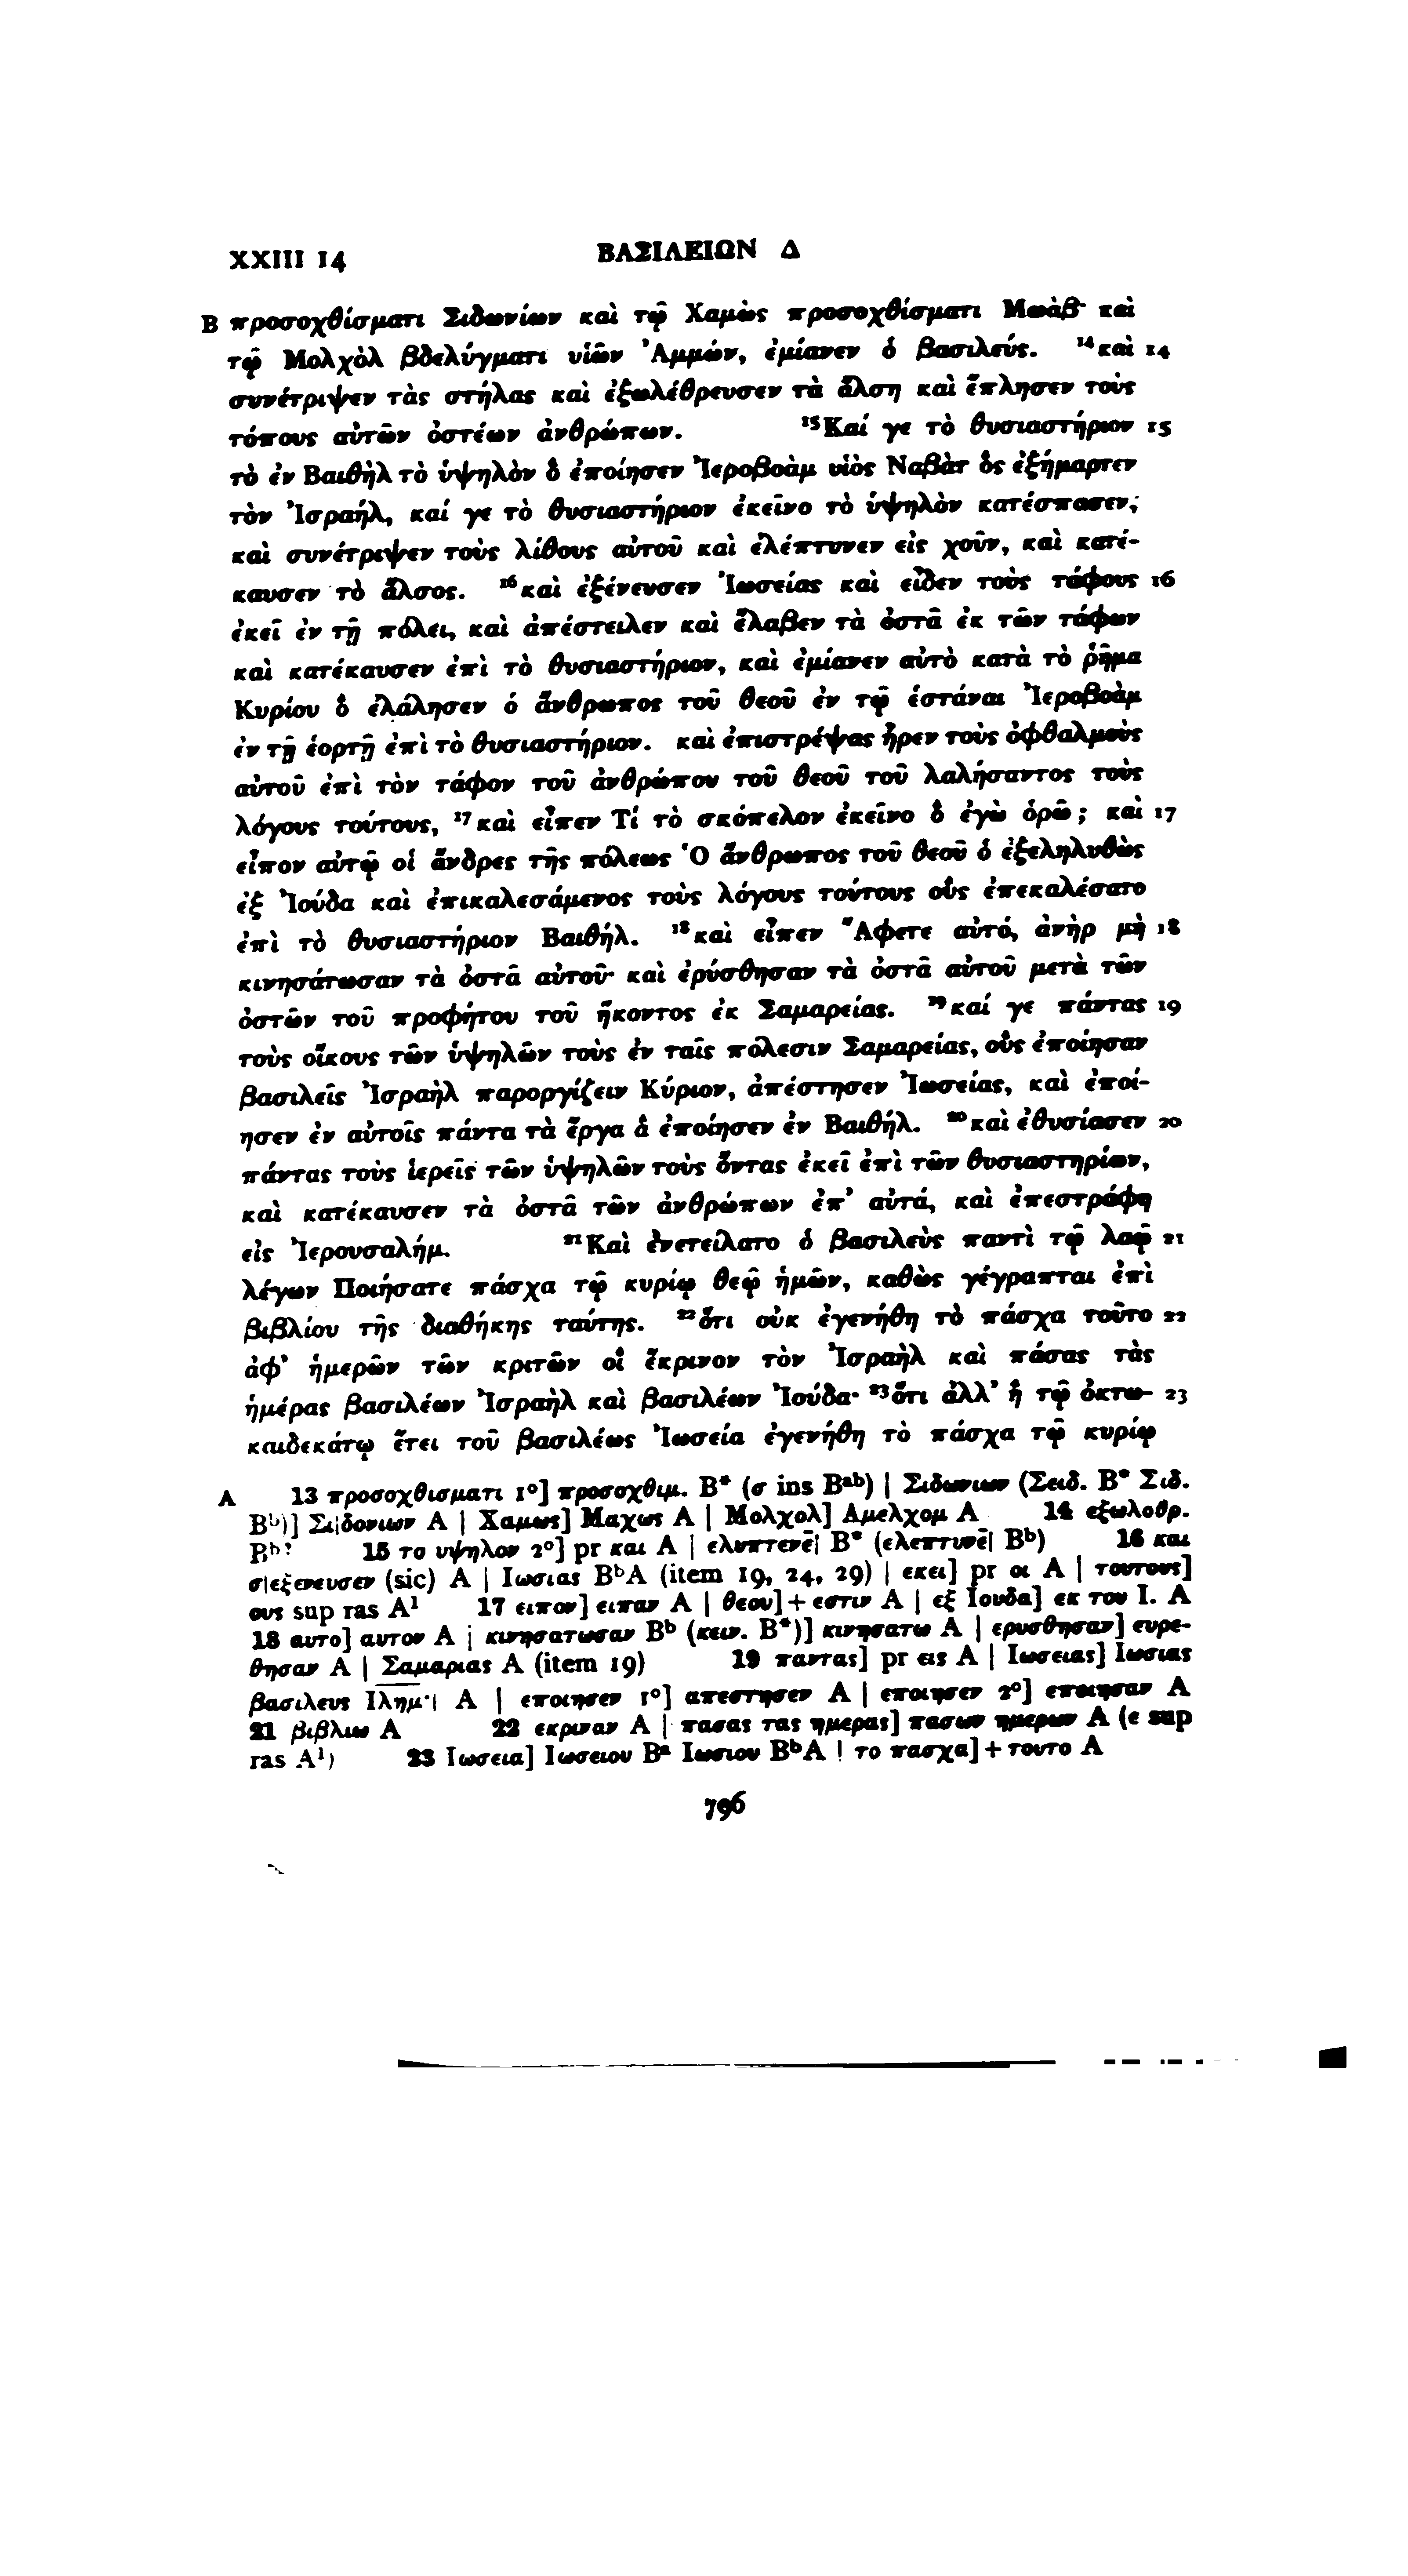 XXIII 14 ΒΑΣΙΛΕΙΩΝ Δ
B προσοχθίσματι Σιδωνίων καὶ τῷ Χαμὼς προσοχθίσματι Μωάβ· καὶ
τῷ Μολχὸλ βδελύγματι υἱῶν Ἀμμών, ἐμίανεν ὁ βασιλεύς. ¹⁴καὶ 14
συνέτριψεν τὰς στήλας καὶ ἐξωλέθρευσεν τὰ ἄλση καὶ ἔπλησεν τοὺς
τόπους αὐτῶν ὀστέων ἀνθρώπων. ¹⁵Καί γε τὸ θυσιαστήριον 15
τὸ ἐν Βαιθὴλ τὸ ὑψηλὸν ὃ ἐποίησεν Ἰεροβοὰμ υἱὸς Ναβὰτ ὃς ἐξήμαρτεν
τὸν Ἰσραήλ, καί γε τὸ θυσιαστήριον ἐκεῖνο τὸ ὑψηλὸν κατέσπασεν,
καὶ συνέτριψεν τοὺς λίθους αὐτοῦ καὶ ἐλέπτυνεν εἰς χοῦν, καὶ κατέ-
καυσεν τὸ ἄλσος. ¹⁶καὶ ἐξένευσεν Ἰωσείας καὶ εἶδεν τοὺς τάφους 16
ἐκεῖ ἐν τῇ πόλει, καὶ ἀπέστειλεν καὶ ἔλαβεν τὰ ὀστᾶ ἐκ τῶν τάφων
καὶ κατέκαυσεν ἐπὶ τὸ θυσιαστήριον, καὶ ἐμίανεν αὐτὸ κατὰ τὸ ῥῆμα
Κυρίου ὃ ἐλάλησεν ὁ ἄνθρωπος τοῦ θεοῦ ἐν τῷ ἑστάναι Ἰεροβοὰμ
ἐν τῇ ἑορτῇ ἐπὶ τὸ θυσιαστήριον. καὶ ἐπιστρέψας ἦρεν τοὺς ὀφθαλμοὺς
αὐτοῦ ἐπὶ τὸν τάφον τοῦ ἀνθρώπου τοῦ θεοῦ τοῦ λαλήσαντος τοὺς
λόγους τούτους, ¹⁷καὶ εἶπεν Τί τὸ σκόπελον ἐκεῖνο ὃ ἐγὼ ὁρῶ; καὶ 17
εἶπον αὐτῷ οἱ ἄνδρες τῆς πόλεως Ὁ ἄνθρωπος τοῦ θεοῦ ὁ ἐξεληλυθὼς
ἐξ Ἰούδα καὶ ἐπικαλεσάμενος τοὺς λόγους τούτους οὓς ἐπεκαλέσατο
ἐπὶ τὸ θυσιαστήριον Βαιθήλ. ¹⁸καὶ εἶπεν Ἄφετε αὐτό, ἀνὴρ μὴ 18
κινησάτωσαν τὰ ὀστᾶ αὐτοῦ· καὶ ἐρύσθησαν τὰ ὀστᾶ αὐτοῦ μετὰ τῶν
ὀστῶν τοῦ προφήτου τοῦ ἥκοντος ἐκ Σαμαρείας. ¹⁹καί γε πάντας 19
τοὺς οἴκους τῶν ὑψηλῶν τοὺς ἐν ταῖς πόλεσιν Σαμαρείας, οὓς ἐποίησαν
βασιλεῖς Ἰσραὴλ παροργίζειν Κύριον, ἀπέστησεν Ἰωσείας, καὶ ἐποί-
ησεν ἐν αὐτοῖς πάντα τὰ ἔργα ἃ ἐποίησεν ἐν Βαιθήλ. ²⁰καὶ ἐθυσίασεν 20
πάντας τοὺς ἱερεῖς τῶν ὑψηλῶν τοὺς ὄντας ἐκεῖ ἐπὶ τῶν θυσιαστηρίων,
καὶ κατέκαυσεν τὰ ὀστᾶ τῶν ἀνθρώπων ἐπ’ αὐτά, καὶ ἐπεστράφη
εἰς Ἰερουσαλήμ. ²¹Καὶ ἐνετείλατο ὁ βασιλεὺς παντὶ τῷ λαῷ 21
λέγων Ποιήσατε πάσχα τῷ κυρίῳ θεῷ ἡμῶν, καθὼς γέγραπται ἐπὶ
βιβλίου τῆς διαθήκης ταύτης. ²²ὅτι οὐκ ἐγενήθη τὸ πάσχα τοῦτο 22
ἀφ’ ἡμερῶν τῶν κριτῶν οἳ ἔκρινον τὸν Ἰσραὴλ καὶ πάσας τὰς
ἡμέρας βασιλέων Ἰσραὴλ καὶ βασιλέων Ἰούδα· ²³ὅτι ἀλλ’ ἢ τῷ ὀκτω- 23
καιδεκάτῳ ἔτει τοῦ βασιλέως Ἰωσεία ἐγενήθη τὸ πάσχα τῷ κυρίῳ
A 13 προσοχθισματι 1°] προσοχθιμ. B* (σ ins Bᵃᵇ) | Σιδωνιων (Σειδ. B* Σιδ.
Bᵇ)] Σι|δονιων A | Χαμως] Μαχως A | Μολχολ] Αμελχομ A 14 εξωλοθρ.
Bᵇ? 15 το υψηλον 2°] pr και A | ελυπτενε̄| B* (ελεπτυνε̄| Bᵇ) 16 και
σ|εξενευσεν (sic) A | Ιωσιας BᵇA (item 19, 24, 29) | εκει] pr οι A | τουτους]
ους sup ras A¹ 17 ειπον] ειπαν A | θεου]+εστιν A | εξ Ιουδα] εκ του Ι. A
18 αυτο] αυτον A | κινησατωσαν Bᵇ (κειν. B*)] κινησατω A | ερυσθησαν] ευρε-
θησαν A | Σαμαριας A (item 19) 19 παντας] pr εις A | Ιωσειας] Ιωσιας
βασιλευς Ιλημ·| A | εποιησεν 1°] απεστησεν A | εποιησεν 2°] εποιησαν A
21 βιβλιω A 22 εκριναν A | πασας τας ημερας] πασων ημερων A (ε sup
ras A¹) 23 Ιωσεια] Ιωσειου Bᵃ Ιωσιου BᵇA | το πασχα]+τουτο A
796